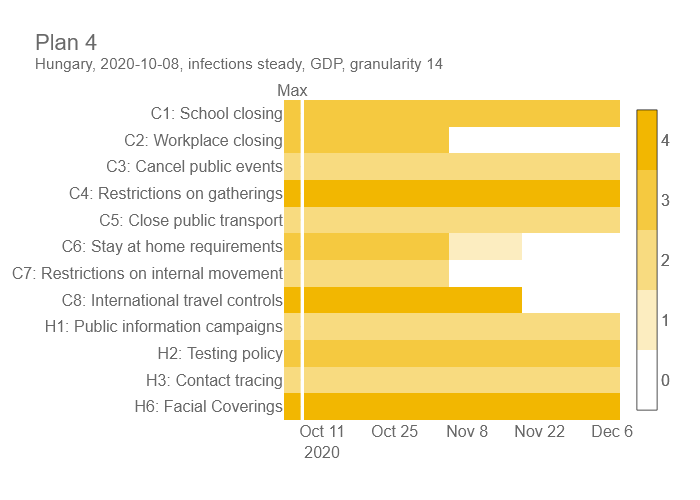 Plan 4
Hungary, 2020-10-08, infections steady, GDP, granularity 14
Max
C1: School closing
C2: Workplace closing
C3: Cancel public events
C4: Restrictions on gatherings
C5: Close public transport
C6: Stay at home requirements
C7: Restrictions on internal movement
C8: International travel controls
H1: Public information campaigns
H2: Testing policy
H3: Contact tracing
H6: Facial Coverings
Oct 11 Oct 25 Nov 8 Nov 22 Dec 6
2020
4
3
2
1
0